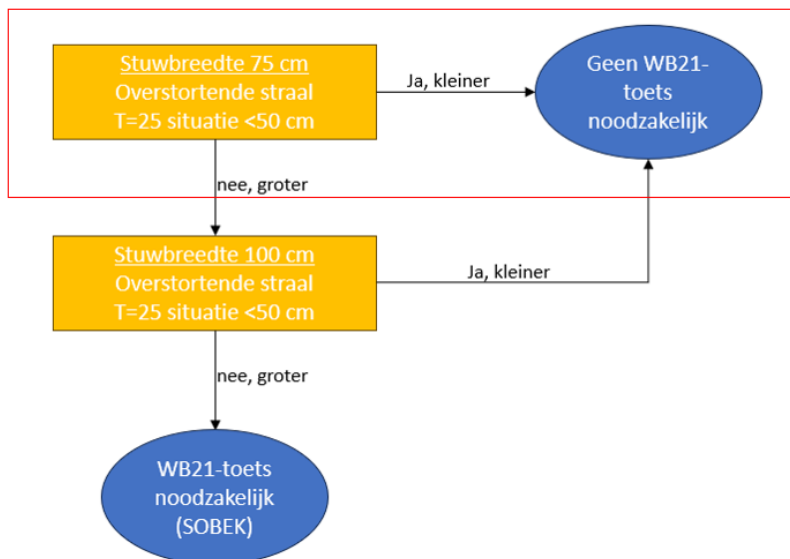 Stuwbreedte 75 cm
Overstortende straal
T=25 situatie <50 cm
Ja, kleiner
Geen WB21-
toets
noodzakelijk
nee, groter
Stuwbreedte 100 cm
Overstortende straal
T=25 situatie <50 cm
Ja, kleiner
nee, groter
WB21-toets
noodzakelijk
(SOBEK)